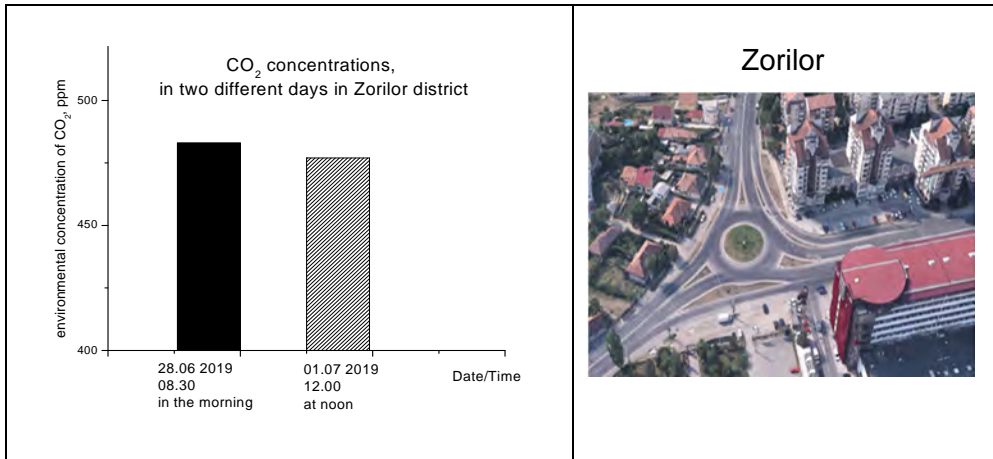 CO₂ concentrations,
in two different days in Zorilor district
environmental concentration of CO₂, ppm
500
450
400
28.06 2019
08.30
in the morning
01.07 2019
12.00
at noon
Date/Time
Zorilor